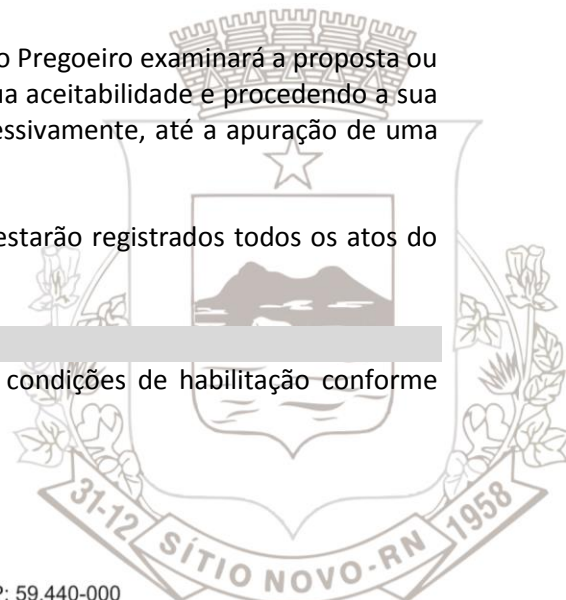 o Pregoeiro examinará a proposta ou
ua aceitabilidade e procedendo a sua
essivamente, até a apuração de uma
estarão registrados todos os atos do
condições de habilitação conforme
31-12 SÍTIO NOVO-RN 1958
P: 59.440-000